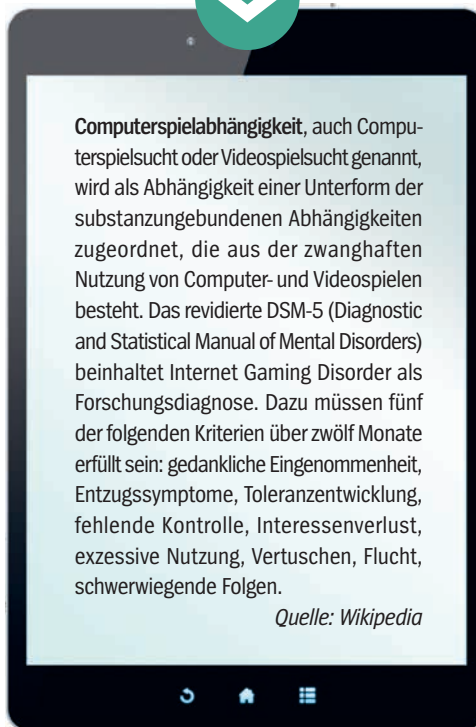 Computerspielabhängigkeit, auch Compu-
terspielsucht oder Videospielsucht genannt,
wird als Abhängigkeit einer Unterform der
substanzungebundenen Abhängigkeiten
zugeordnet, die aus der zwanghaften
Nutzung von Computer- und Videospielen
besteht. Das revidierte DSM-5 (Diagnostic
and Statistical Manual of Mental Disorders)
beinhaltet Internet Gaming Disorder als
Forschungsdiagnose. Dazu müssen fünf
der folgenden Kriterien über zwölf Monate
erfüllt sein: gedankliche Eingenommenheit,
Entzugssymptome, Toleranzentwicklung,
fehlende Kontrolle, Interessenverlust,
exzessive Nutzung, Vertuschen, Flucht,
schwerwiegende Folgen.
Quelle: Wikipedia